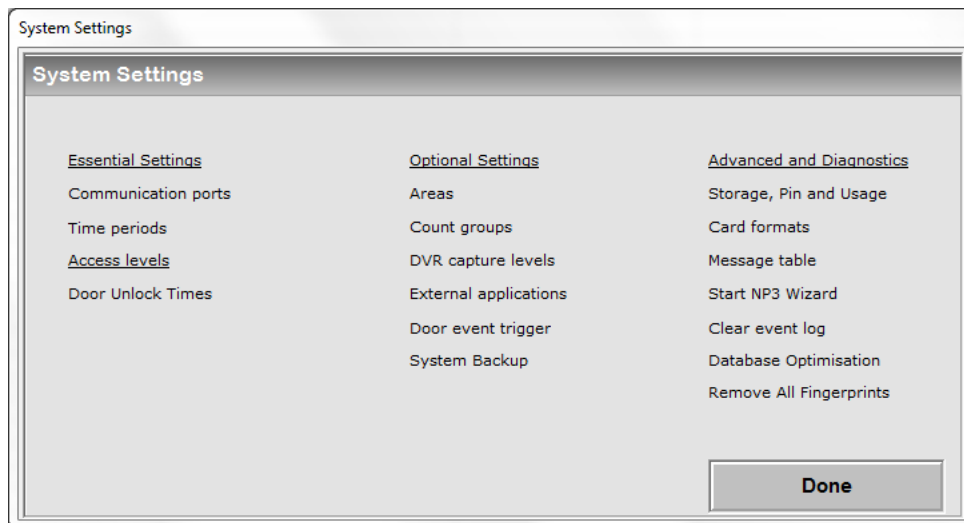 System Settings
System Settings
Essential Settings
Communication ports
Time periods
Access levels
Door Unlock Times
Optional Settings
Areas
Count groups
DVR capture levels
External applications
Door event trigger
System Backup
Advanced and Diagnostics
Storage, Pin and Usage
Card formats
Message table
Start NP3 Wizard
Clear event log
Database Optimisation
Remove All Fingerprints
Done